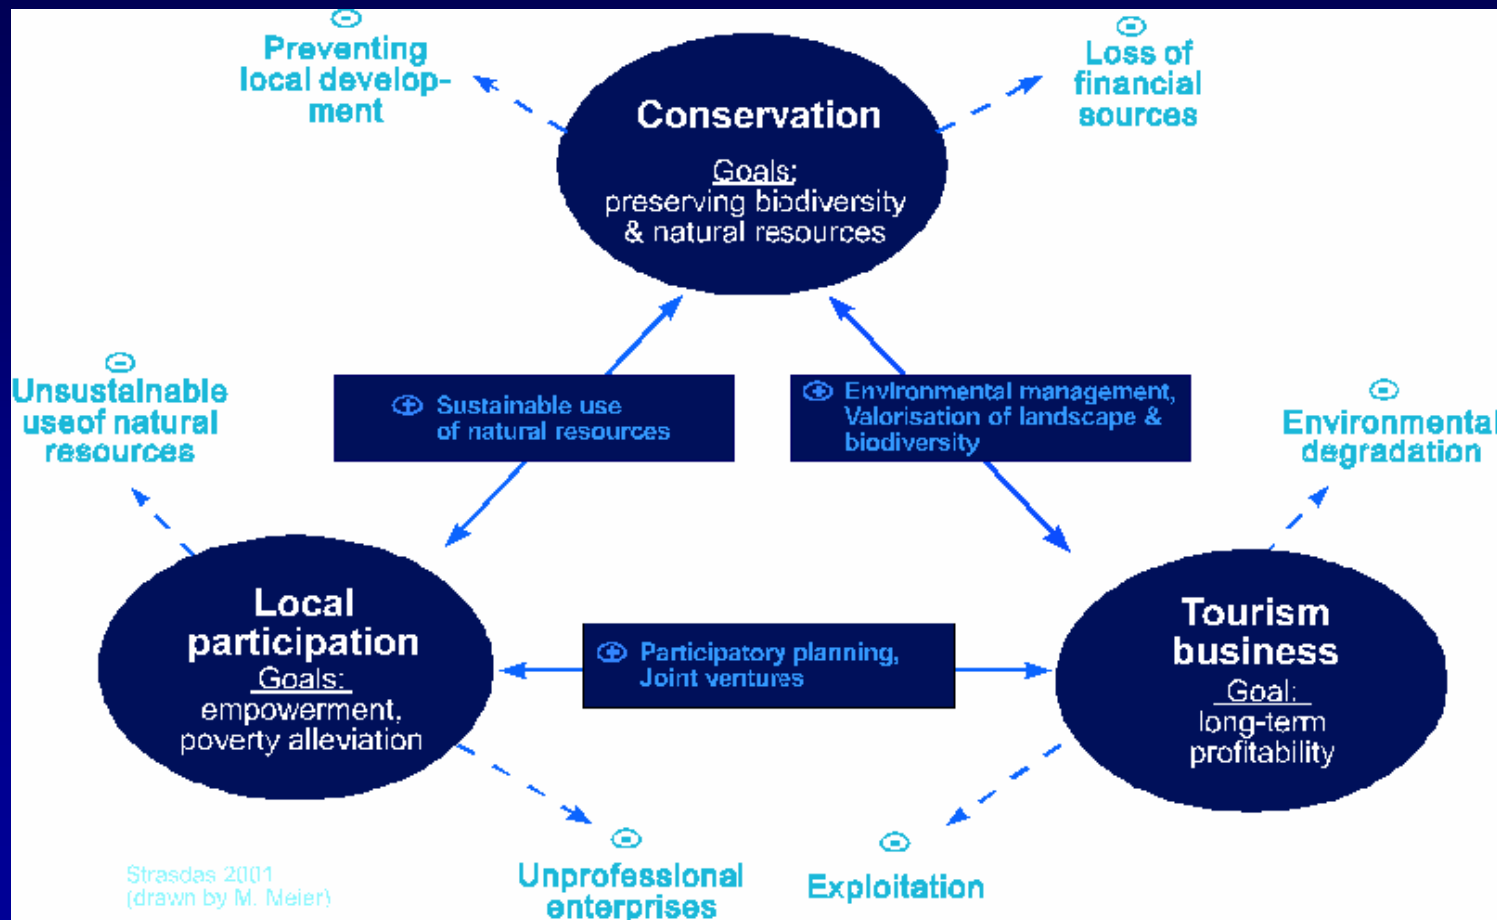 Preventing
local develop-
ment
Loss of
financial
sources
Conservation
Goals:
preserving biodiversity
& natural resources
Unsustainable
useof natural
resources
Sustainable use
of natural resources
Environmental management,
Valorisation of landscape &
biodiversity
Environmental
degradation
Local
participation
Goals:
empowerment,
poverty alleviation
Participatory planning,
Joint ventures
Tourism
business
Goal:
long-term
profitability
Unprofessional
enterprises
Exploitation
Strasdas 2001
(drawn by M. Meier)